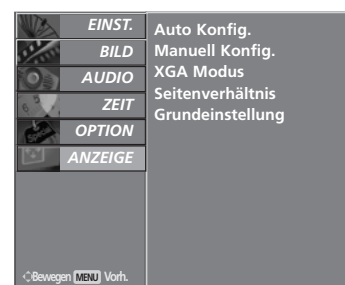 EINST.
BILD
AUDIO
ZEIT
OPTION
ANZEIGE
Auto Konfig.
Manuell Konfig.
XGA Modus
Seitenverhältnis
Grundeinstellung
Bewegen MENU Vorh.